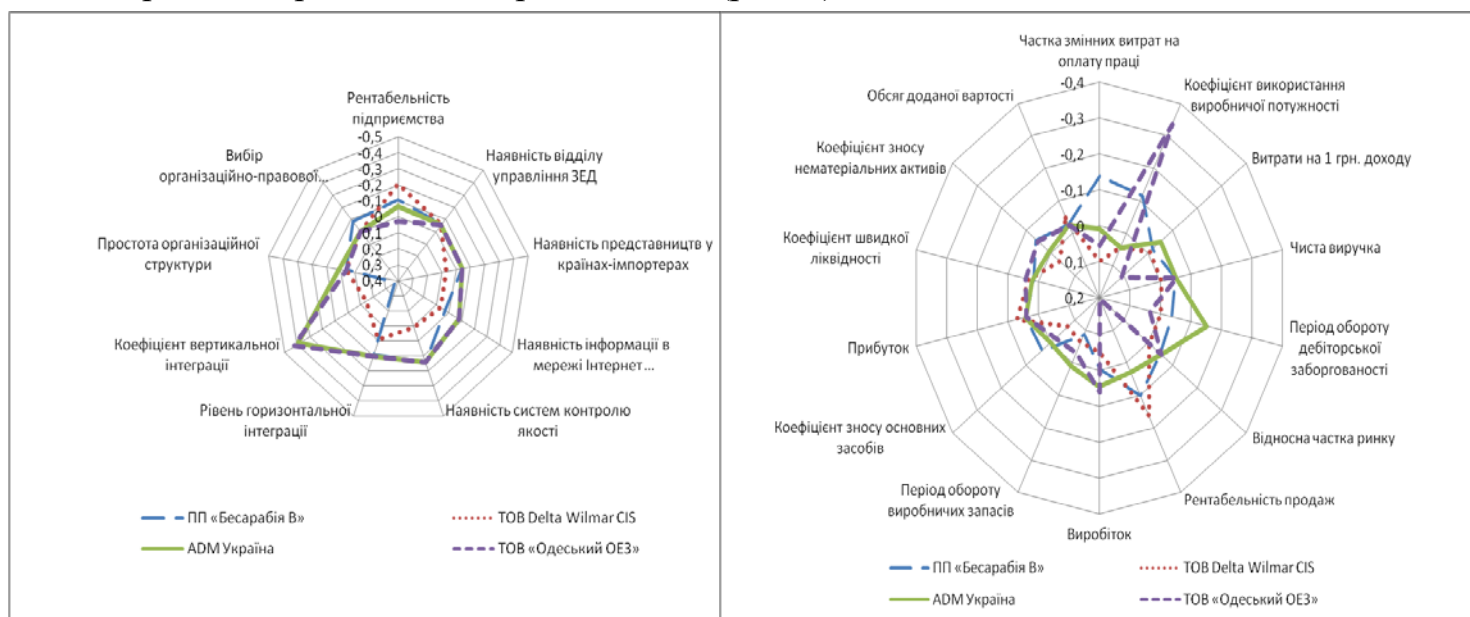 Рентабельність
підприємства
-0,5
-0,4
-0,3
-0,2
-0,1
0
0,1
0,2
0,3
0,4
Наявність відділу
управління ЗЕД
Наявність представництв у
країнах-імпортерах
Наявність інформації в
мережі Інтернет...
Наявність систем контролю
якості
Рівень горизонтальної
інтеграції
Коефіцієнт вертикальної
інтеграції
Простота організаційної
структури
Вибір
організаційно-правової...
ПП «Бесарабія В»
ТОВ Delta Wilmar CIS
ADM Україна
ТОВ «Одеський ОЕЗ»
Частка змінних витрат на
оплату праці
-0,4
-0,3
-0,2
-0,1
0
0,1
0,2
Коефіцієнт використання
виробничої потужності
Витрати на 1 грн. доходу
Чиста виручка
Період обороту
дебіторської
заборгованості
Відносна частка ринку
Рентабельність продаж
Виробіток
Період обороту
виробничих запасів
Коефіцієнт зносу основних
засобів
Прибуток
Коефіцієнт швидкої
ліквідності
Коефіцієнт зносу
нематеріальних активів
Обсяг доданої вартості
ПП «Бесарабія В»
ТОВ Delta Wilmar CIS
ADM Україна
ТОВ «Одеський ОЕЗ»